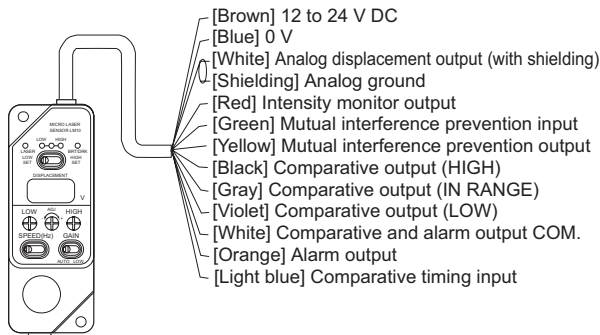 [Brown] 12 to 24 V DC
[Blue] 0 V
[White] Analog displacement output (with shielding)
[Shielding] Analog ground
[Red] Intensity monitor output
[Green] Mutual interference prevention input
[Yellow] Mutual interference prevention output
[Black] Comparative output (HIGH)
[Gray] Comparative output (IN RANGE)
[Violet] Comparative output (LOW)
[White] Comparative and alarm output COM.
[Orange] Alarm output
[Light blue] Comparative timing input
MICRO LASER
SENSOR LM10
LOW HIGH
LASER BRT/DRK
LOW HIGH
SET SET
DISPLACEMENT
V
LOW ADJ HIGH
SPEED(Hz) GAIN
AUTO LOW